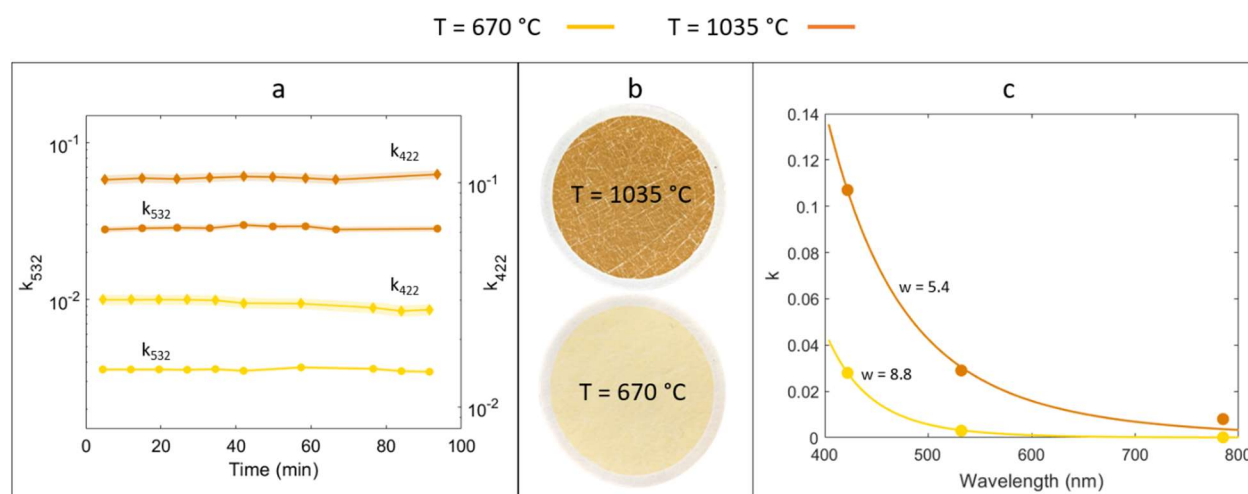 T = 670 °C T = 1035 °C
a
k532
10-1
10-2
k422
k532
k422
k532
k422
10-1
10-2
0 20 40 60 80 100
Time (min)
b
T = 1035 °C
T = 670 °C
c
k
0.14
0.12
0.1
0.08
0.06
0.04
0.02
0
w = 5.4
w = 8.8
400 500 600 700 800
Wavelength (nm)